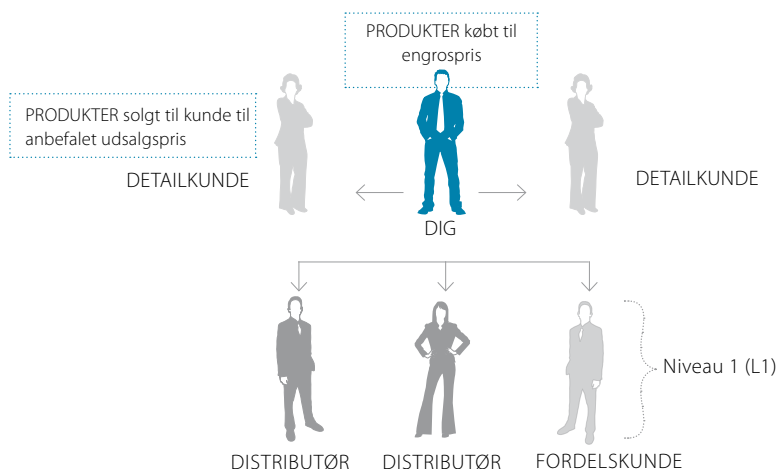 PRODUKTER købt til
engrospris
PRODUKTER solgt til kunde til
anbefalet udsalgspris
DETAILKUNDE
DETAILKUNDE
DIG
Niveau 1 (L1)
DISTRIBUTØR
DISTRIBUTØR
FORDELSKUNDE